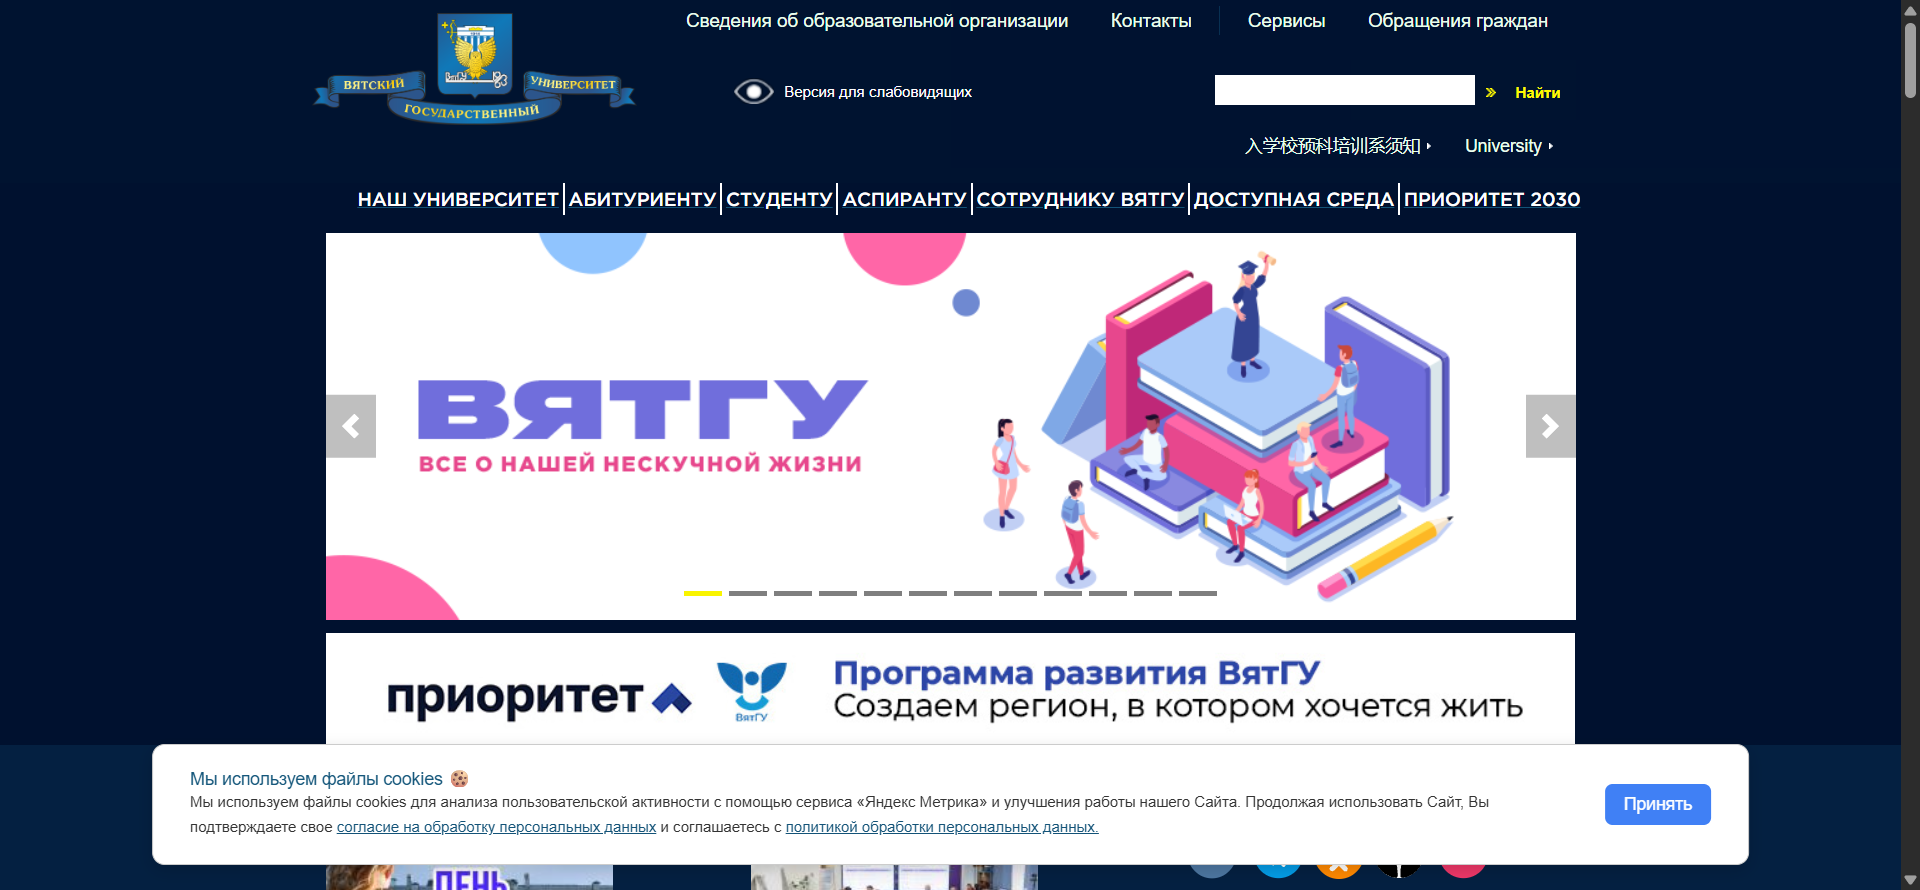 Сведения об образовательной организации
Контакты
Сервисы
Обращения граждан
ВЯТСКИЙ
ГОСУДАРСТВЕННЫЙ
УНИВЕРСИТЕТ
Версия для слабовидящих
Найти
入学校预科培训系须知
University
НАШ УНИВЕРСИТЕТ
АБИТУРИЕНТУ
СТУДЕНТУ
АСПИРАНТУ
СОТРУДНИКУ ВЯТГУ
ДОСТУПНАЯ СРЕДА
ПРИОРИТЕТ 2030
ВЯТГУ
ВСЕ О НАШЕЙ НЕСКУЧНОЙ ЖИЗНИ
приоритет
ВятГУ
Программа развития ВятГУ
Создаем регион, в котором хочется жить
Мы используем файлы cookies
Мы используем файлы cookies для анализа пользовательской активности с помощью сервиса «Яндекс Метрика» и улучшения работы нашего Сайта. Продолжая использовать Сайт, Вы
подтверждаете свое согласие на обработку персональных данных и соглашаетесь с политикой обработки персональных данных.
Принять
ДЕНЬ